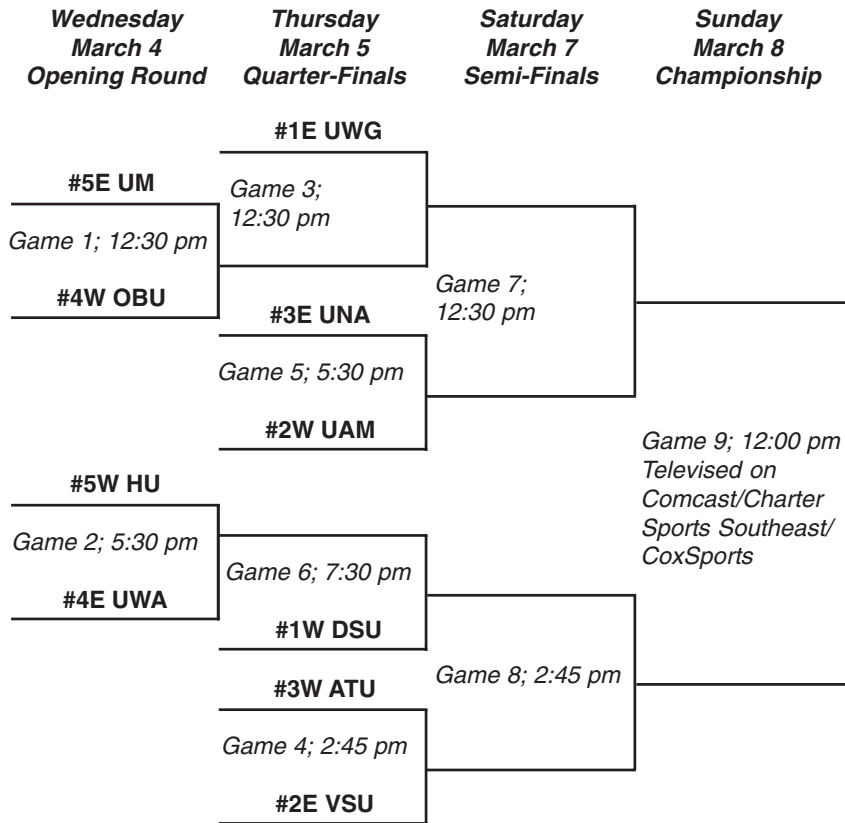 Wednesday
March 4
Opening Round
Thursday
March 5
Quarter-Finals
Saturday
March 7
Semi-Finals
Sunday
March 8
Championship
#5E UM
Game 1; 12:30 pm
#4W OBU
#5W HU
Game 2; 5:30 pm
#4E UWA
#1E UWG
Game 3;
12:30 pm
#3E UNA
Game 5; 5:30 pm
#2W UAM
Game 6; 7:30 pm
#1W DSU
#3W ATU
Game 4; 2:45 pm
#2E VSU
Game 7;
12:30 pm
Game 8; 2:45 pm
Game 9; 12:00 pm
Televised on
Comcast/Charter
Sports Southeast/
CoxSports